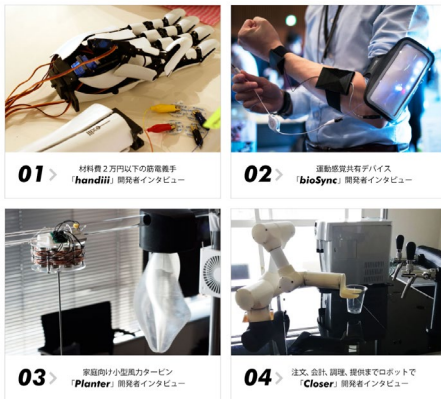 01
材料費２万円以下の筋電義手
「handiii」開発者インタビュー
02
運動感覚共有デバイス
「bioSync」開発者インタビュー
03
家庭向け小型風力タービン
「Planter」開発者インタビュー
04
注文、会計、調理、提供までロボットで
「Closer」開発者インタビュー